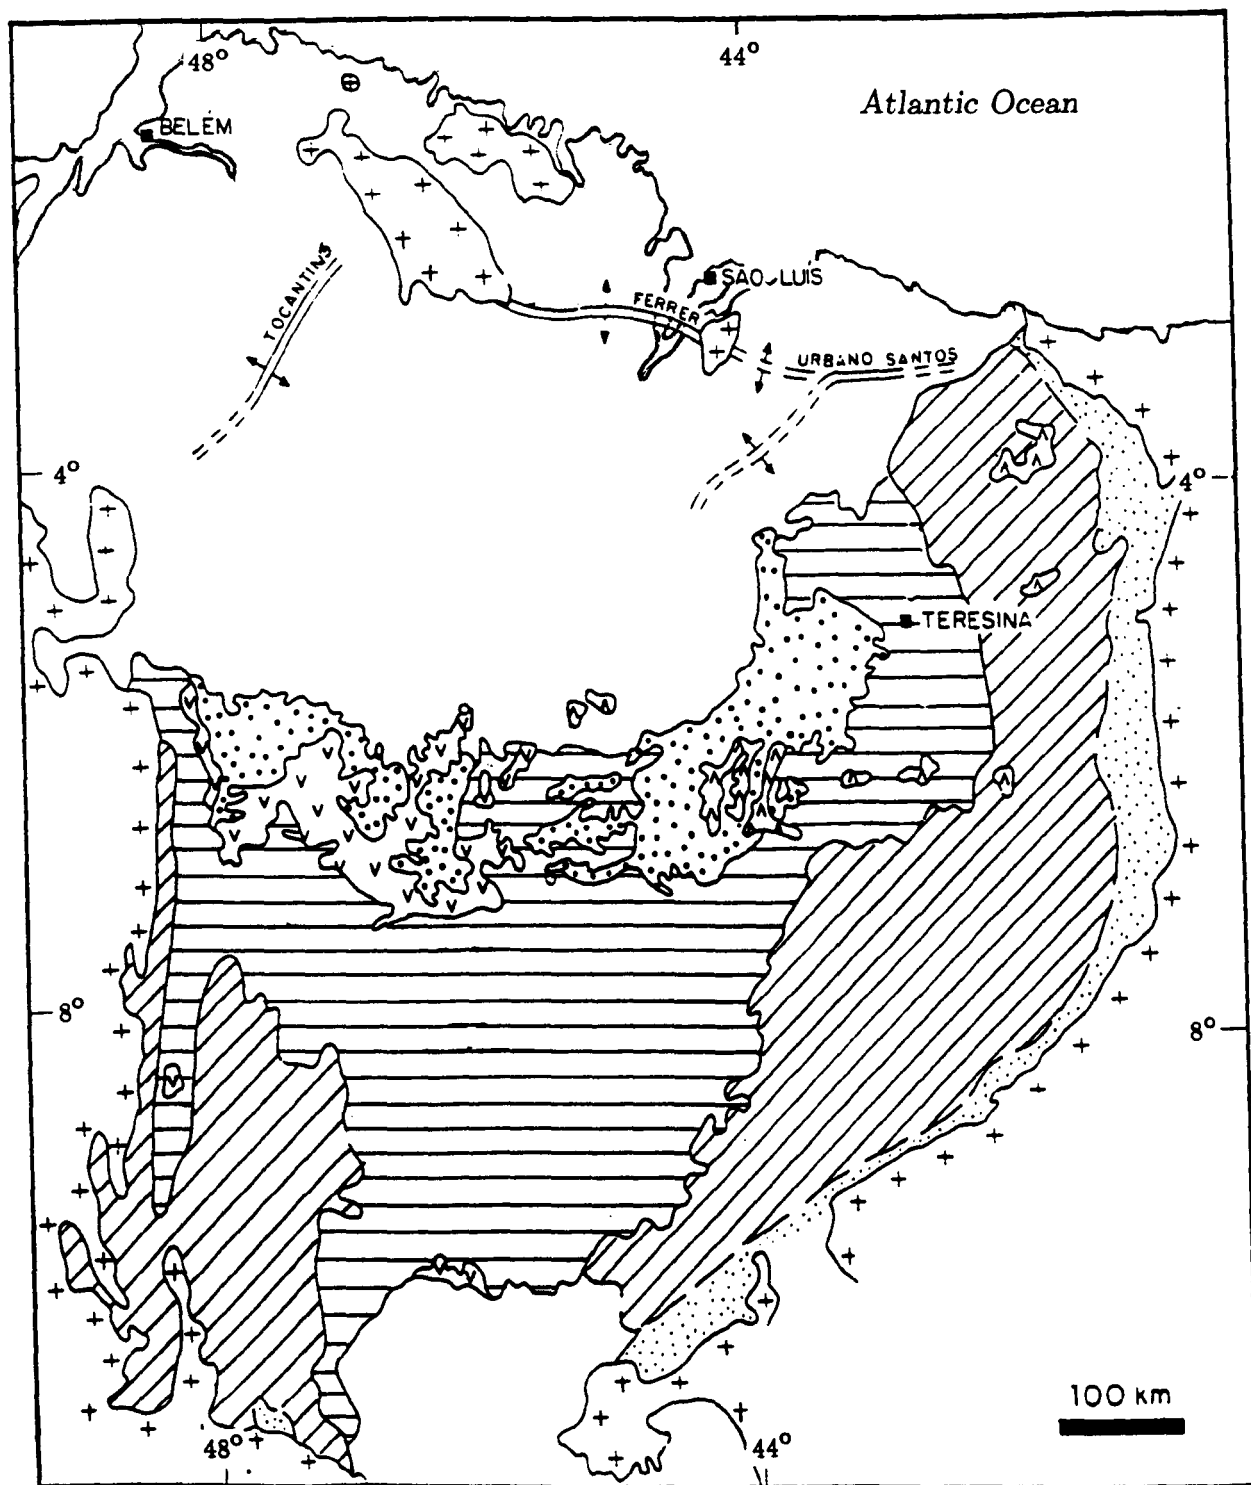 48°
44°
Atlantic Ocean
BELÉM
TOCANTINS
SÃO LUÍS
FERRER
URBANO SANTOS
4°
4°
TERESINA
8°
8°
100 km
48°
44°